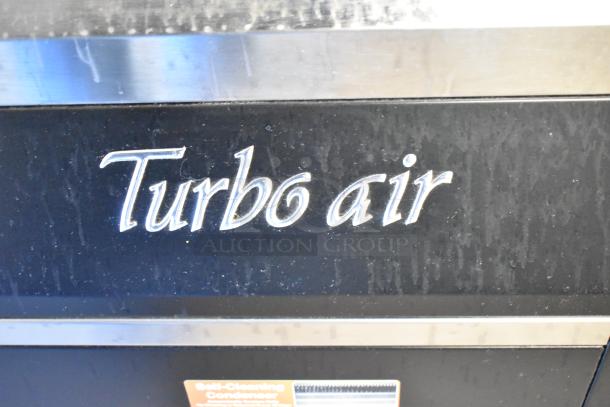 Turbo air
AUCTION GROUP
Self-Cleaning
Condenser